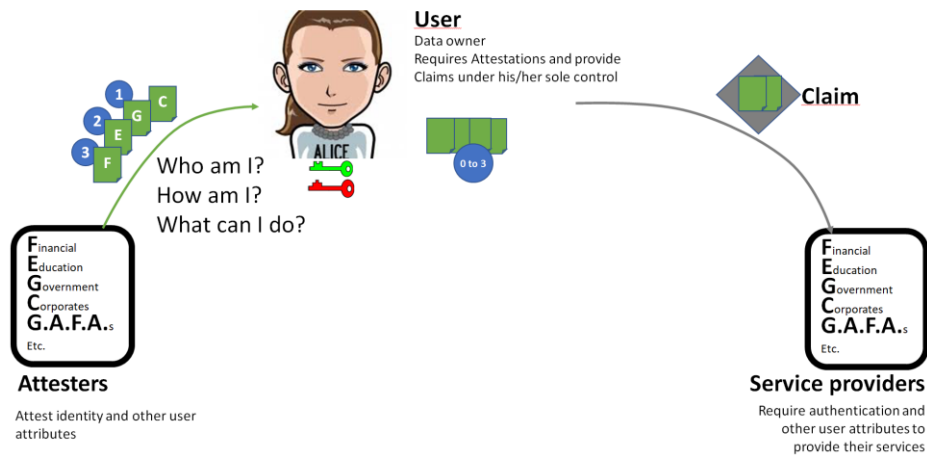 User
Data owner
Requires Attestations and provide
Claims under his/her sole control
1
C
2
G
3
E
F
ALICE
0 to 3
Claim
Who am I?
How am I?
What can I do?
Financial
Education
Government
Corporates
G.A.F.A.s
Etc.
Attesters
Attest identity and other user
attributes
Financial
Education
Government
Corporates
G.A.F.A.s
Etc.
Service providers
Require authentication and
other user attributes to
provide their services